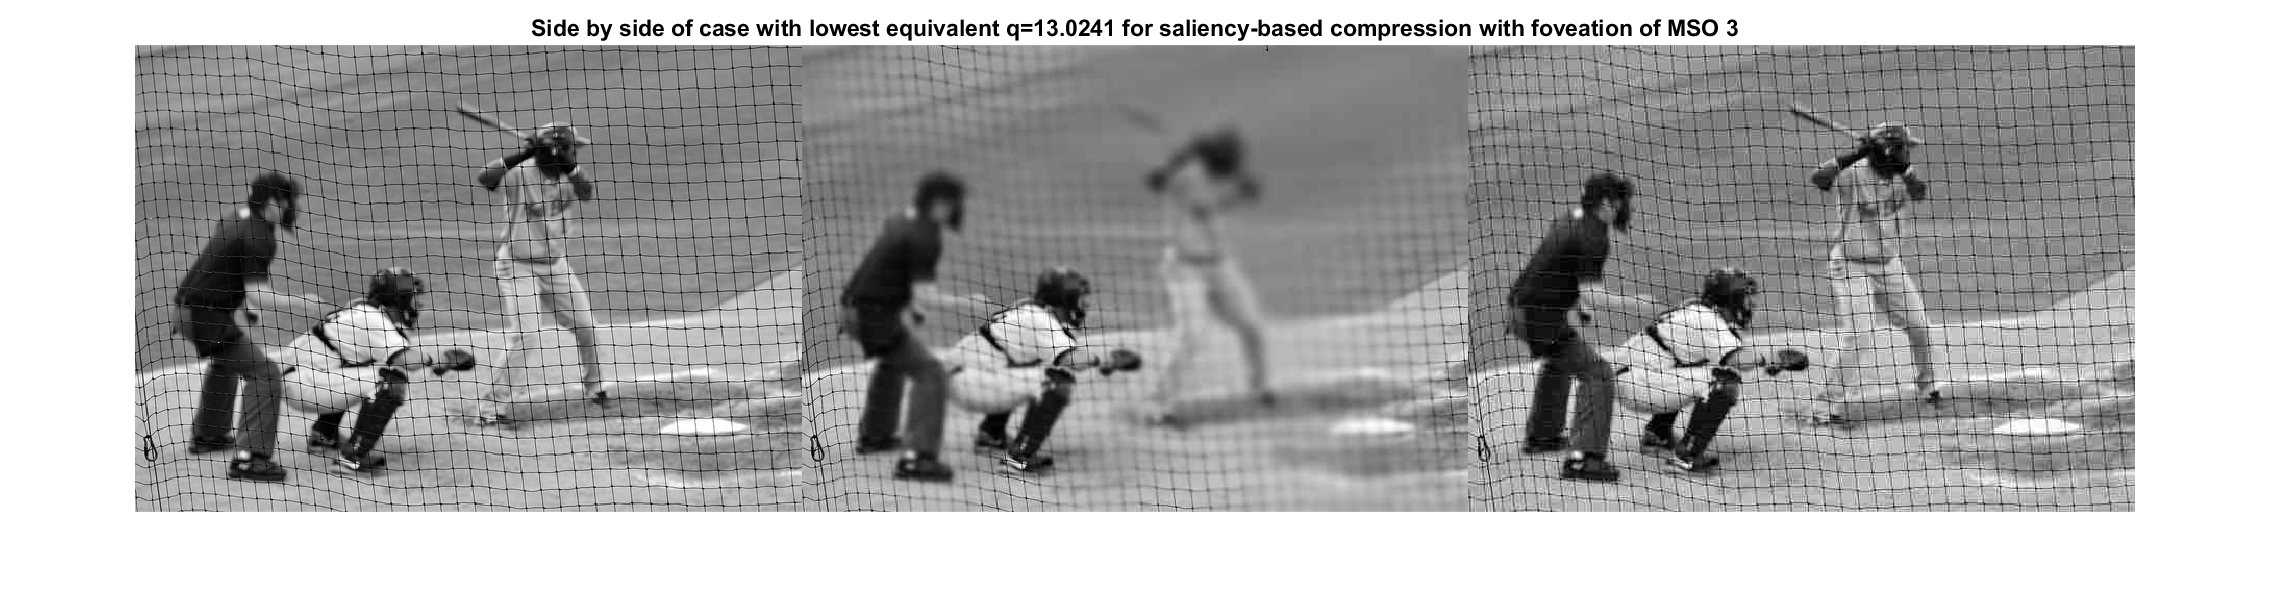 Side by side of case with lowest equivalent q=13.0241 for saliency-based compression with foveation of MSO 3